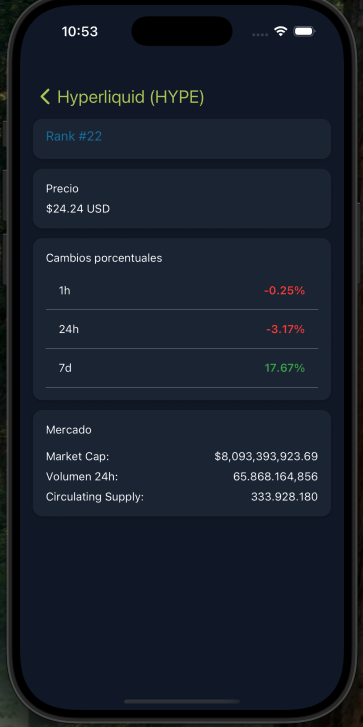 10:53
Hyperliquid (HYPE)
Rank #22
Precio
$24.24 USD
Cambios porcentuales
1h -0.25%
24h -3.17%
7d 17.67%
Mercado
Market Cap: $8,093,393,923.69
Volumen 24h: 65.868.164,856
Circulating Supply: 333.928.180